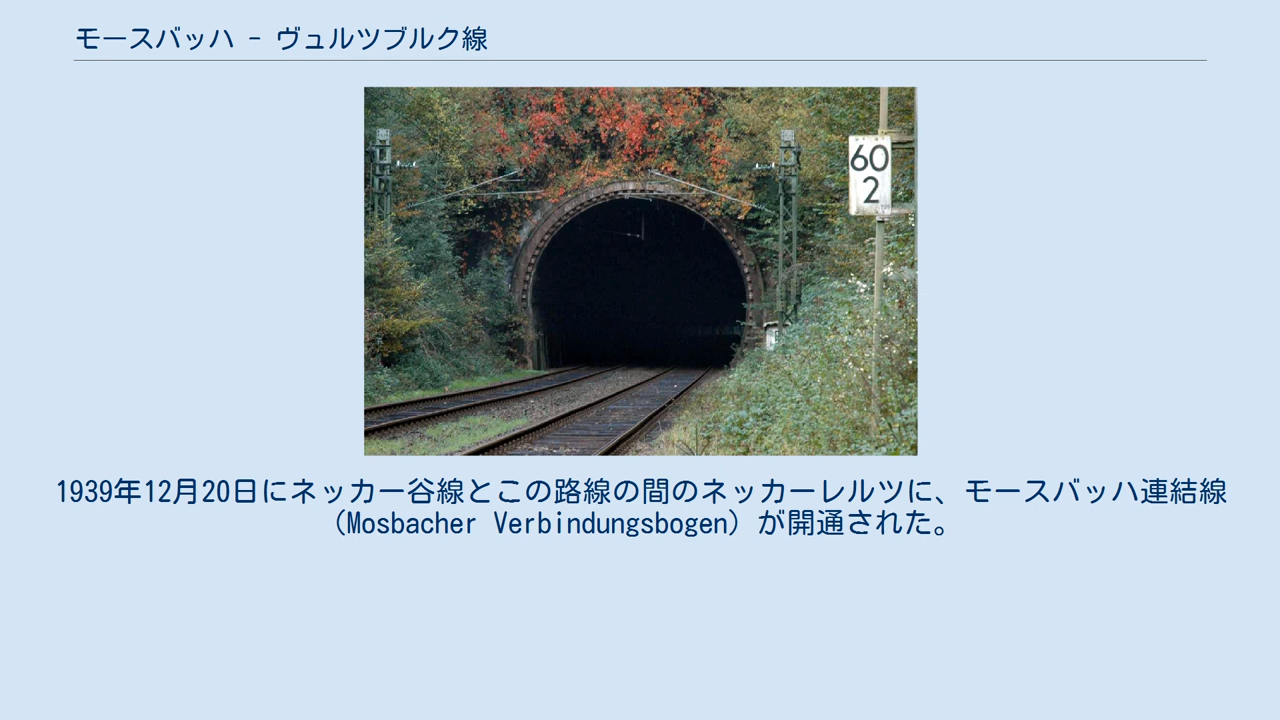 モースバッハ - ヴュルツブルク線
60
2
1939年12月20日にネッカー谷線とこの路線の間のネッカーレルツに、モースバッハ連結線
(Mosbacher Verbindungsbogen) が開通された。